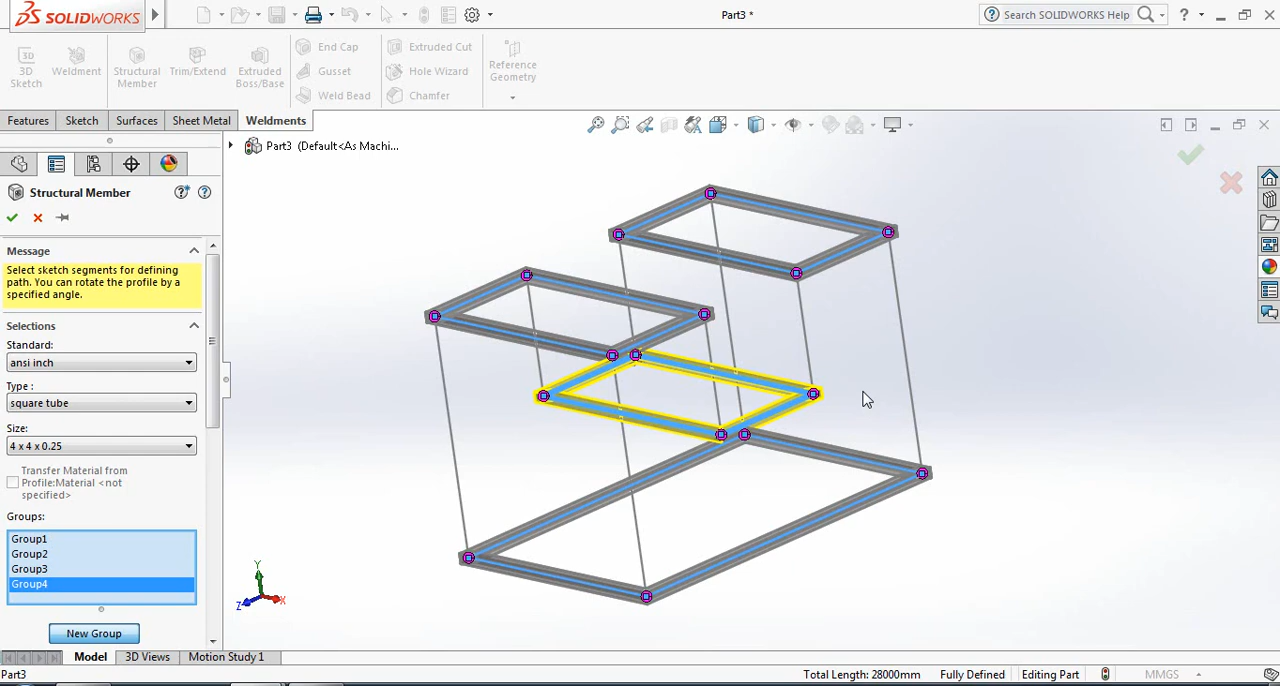 SOLIDWORKS
Part3 *
Search SOLIDWORKS Help
?
3D Sketch
Weldment
Structural Member
Trim/Extend
Extruded Boss/Base
End Cap
Gusset
Weld Bead
Extruded Cut
Hole Wizard
Chamfer
Reference Geometry
Features
Sketch
Surfaces
Sheet Metal
Weldments
Part3 (Default<As Machi...
Structural Member
Message
Select sketch segments for defining
path. You can rotate the profile by a
specified angle.
Selections
Standard:
ansi inch
Type :
square tube
Size:
4 x 4 x 0.25
Transfer Material from
Profile:Material <not
specified>
Groups:
Group1
Group2
Group3
Group4
New Group
Y
Z
X
Model
3D Views
Motion Study 1
Part3
Total Length: 28000mm
Fully Defined
Editing Part
MMGS